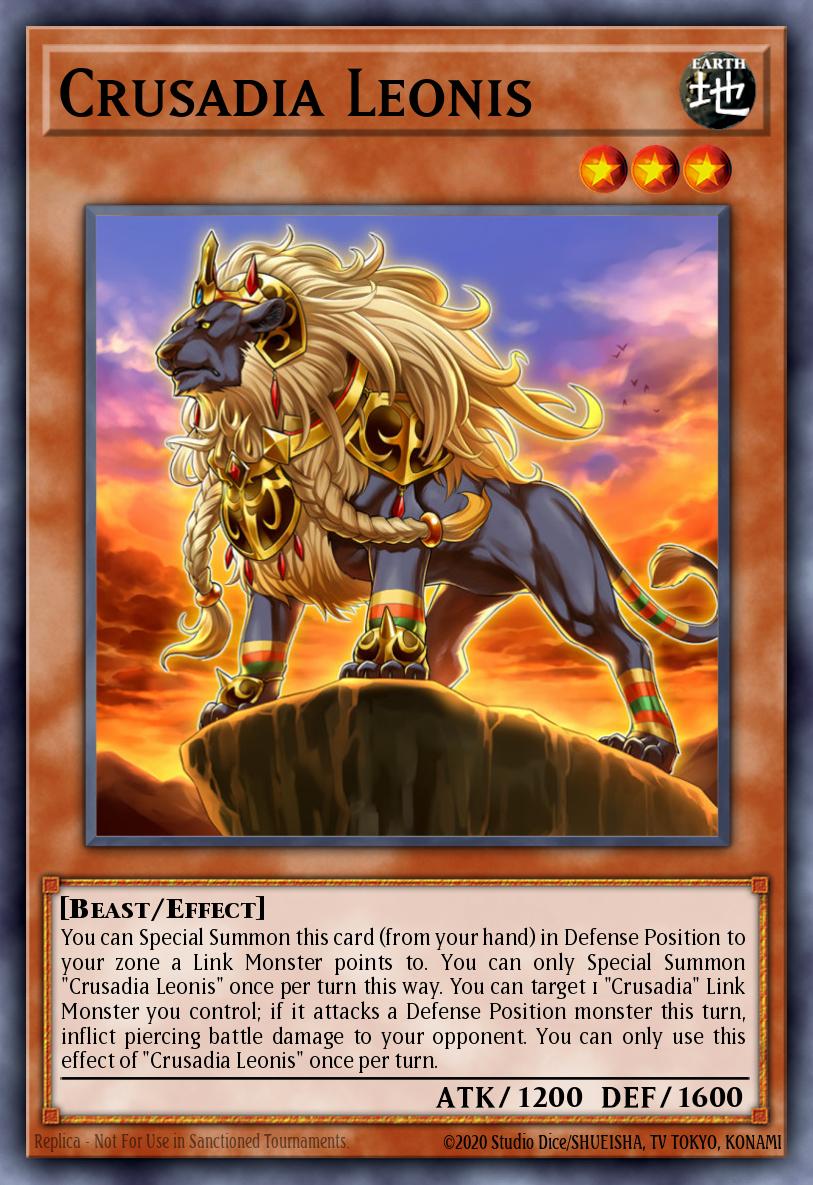 Crusadia Leonis
EARTH
地
[Beast/Effect]
You can Special Summon this card (from your hand) in Defense Position to
your zone a Link Monster points to. You can only Special Summon
"Crusadia Leonis" once per turn this way. You can target 1 "Crusadia" Link
Monster you control; if it attacks a Defense Position monster this turn,
inflict piercing battle damage to your opponent. You can only use this
effect of "Crusadia Leonis" once per turn.
ATK/1200 DEF/1600
Replica - Not For Use in Sanctioned Tournaments.
©2020 Studio Dice/SHUEISHA, TV TOKYO, KONAMI